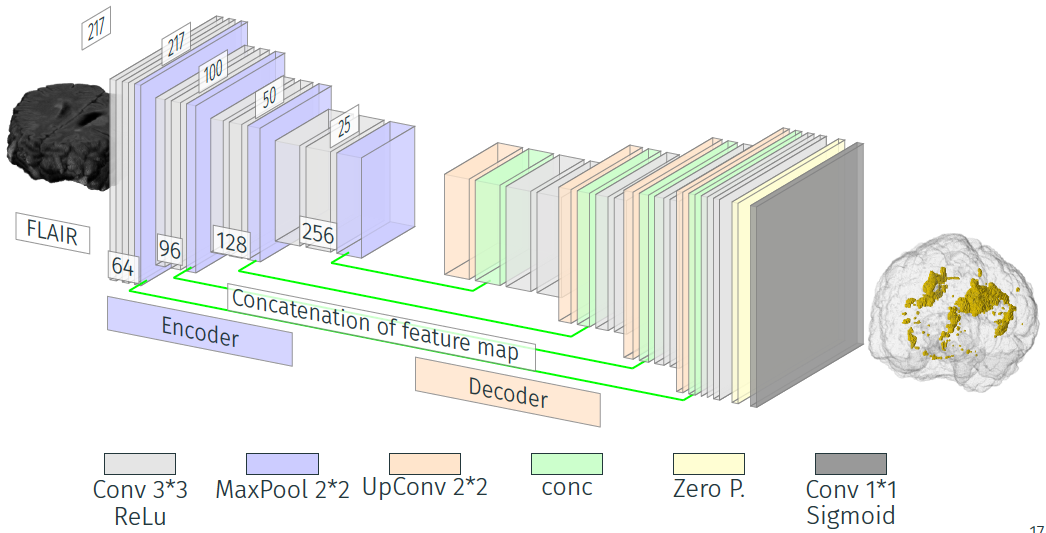 217
217
100
50
25
FLAIR
64
96
128
256
Concatenation of feature map
Encoder
Decoder
Conv 3*3
ReLu
MaxPool 2*2
UpConv 2*2
conc
Zero P.
Conv 1*1
Sigmoid
17